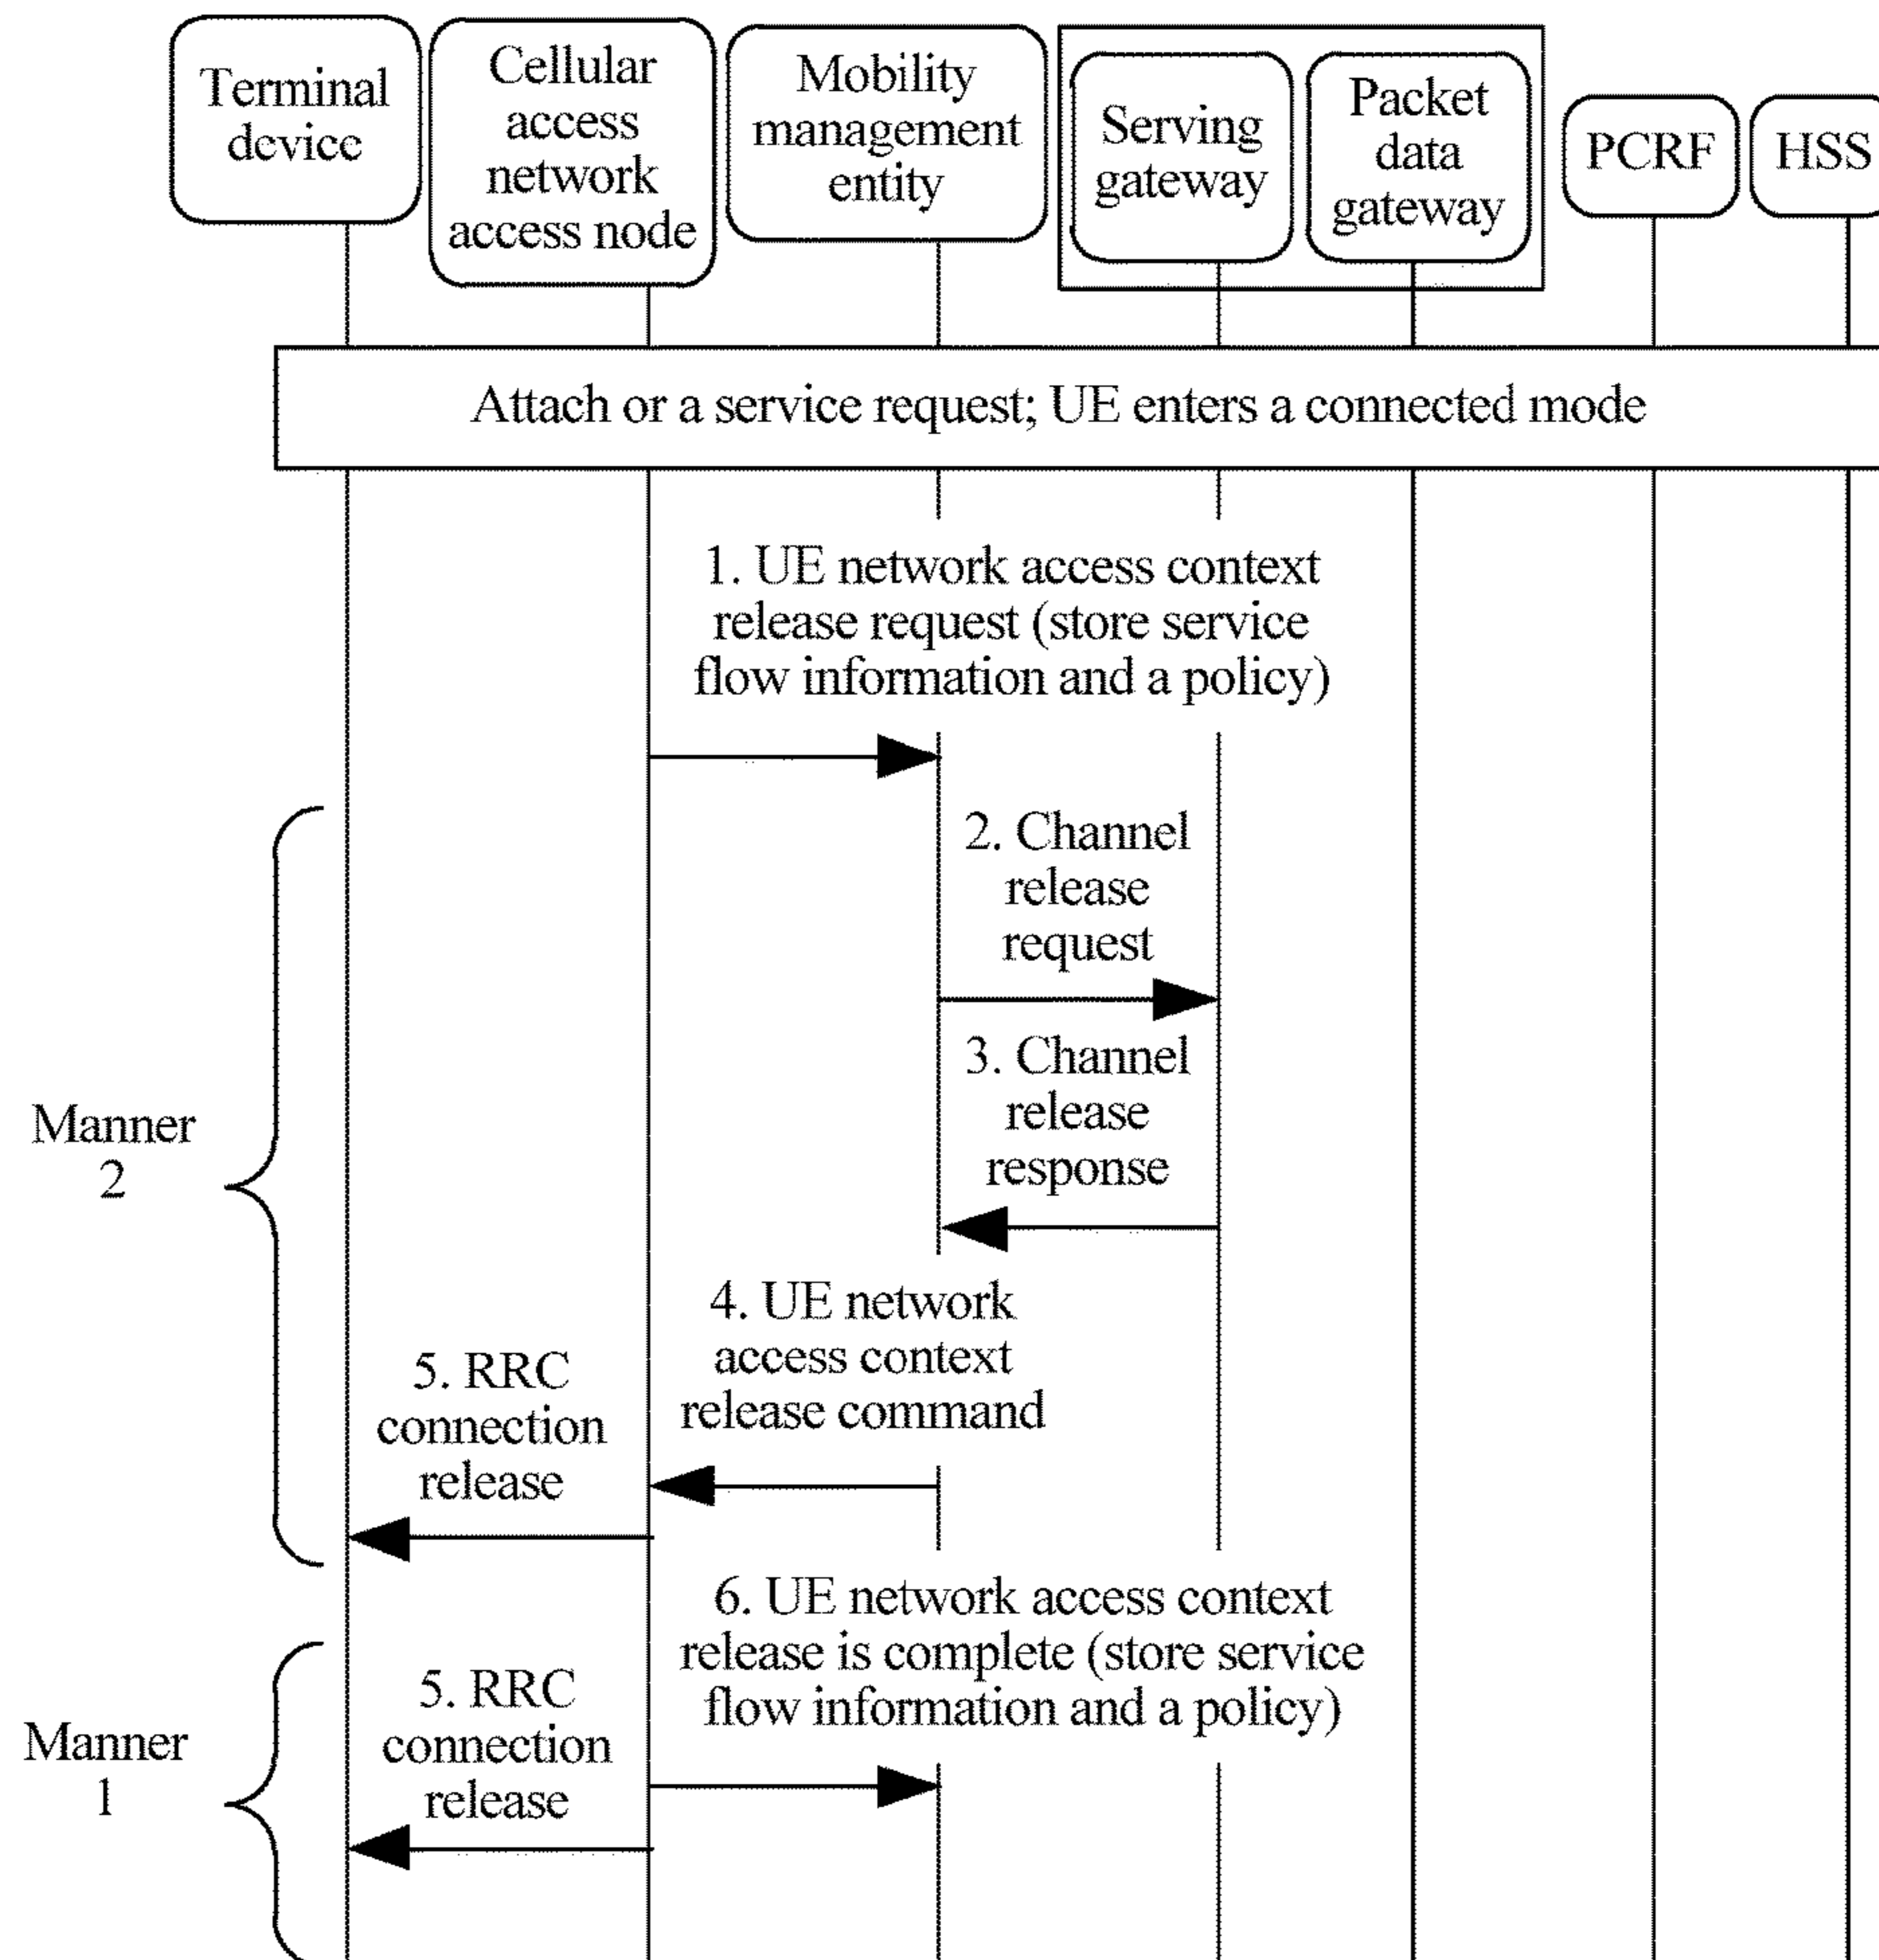 Terminal
device
Cellular
access
network
access node
Mobility
management
entity
Serving
gateway
Packet
data
gateway
PCRF
HSS
Attach or a service request; UE enters a connected mode
1. UE network access context
release request (store service
flow information and a policy)
2. Channel
release
request
3. Channel
release
response
Manner
2
4. UE network
access context
release command
5. RRC
connection
release
6. UE network access context
release is complete (store service
flow information and a policy)
5. RRC
connection
release
Manner
1